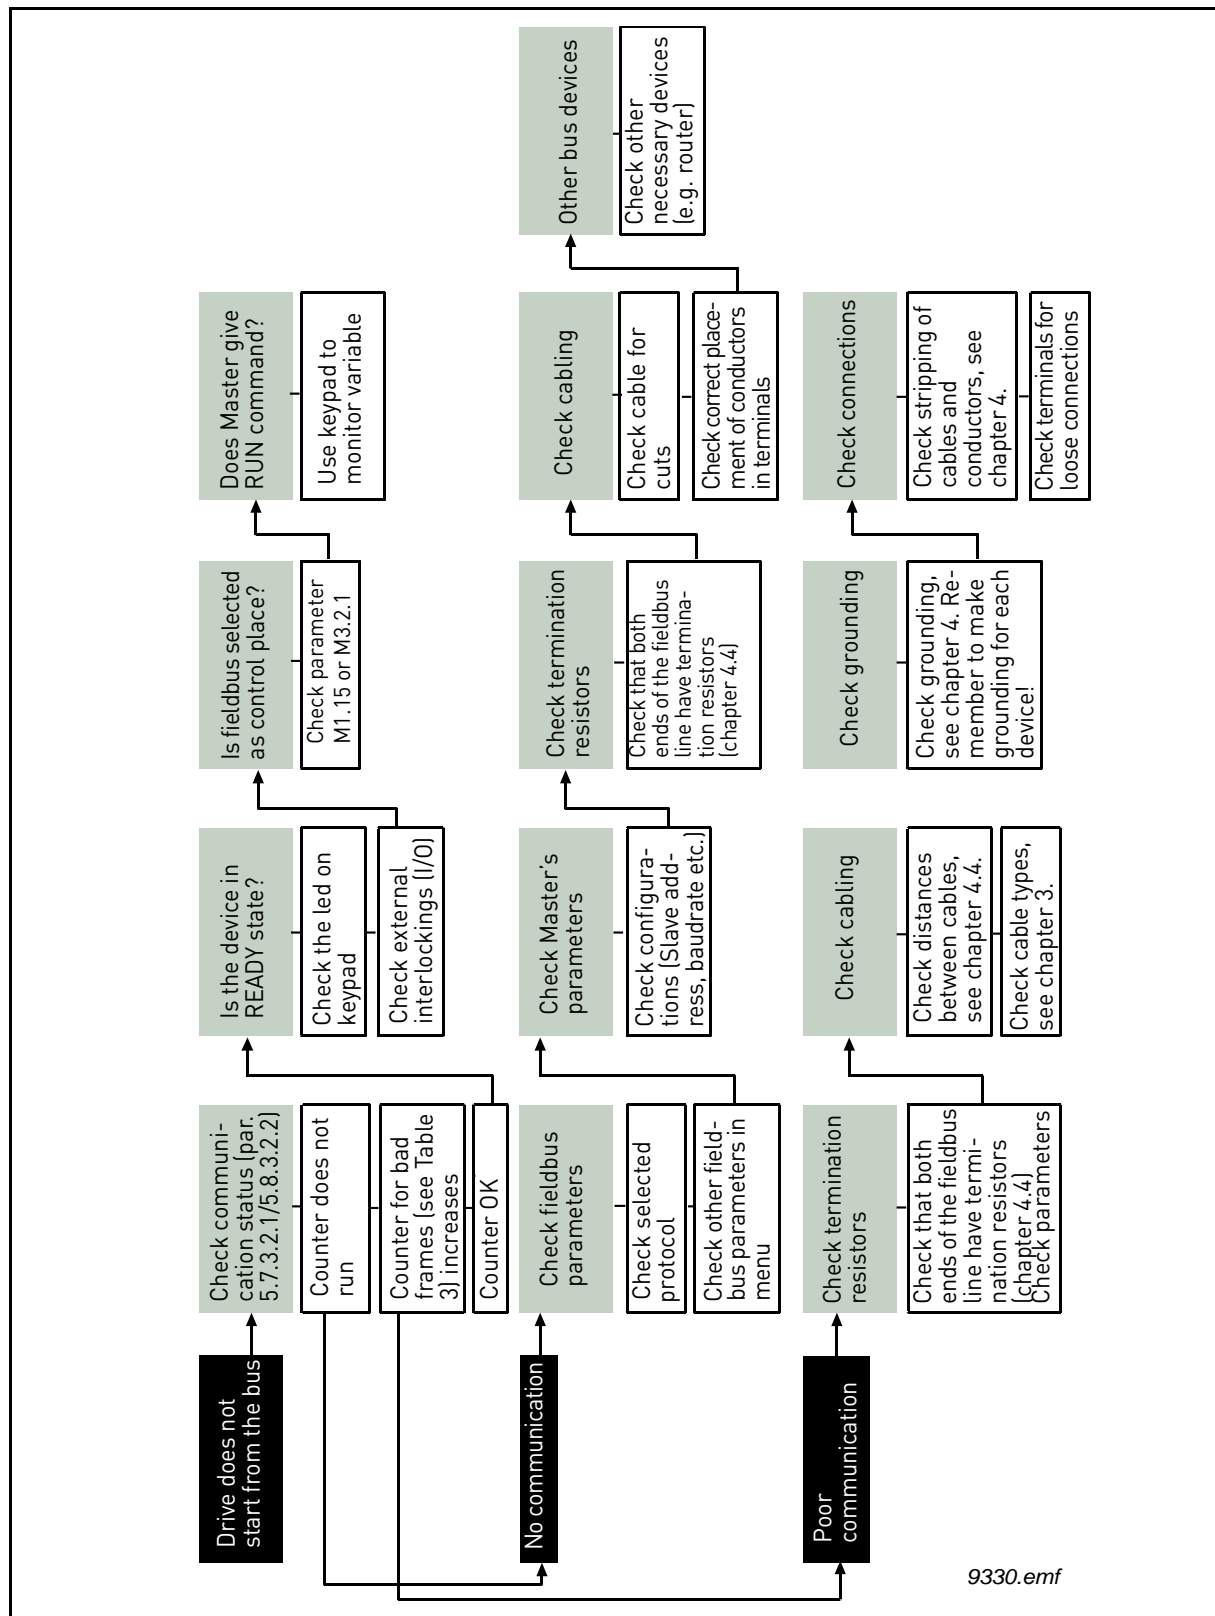 Drive does not
start from the bus
Check communi-
cation status (par.
5.7.3.2.1/5.8.3.2.2)
Counter does not
run
Counter for bad
frames (see Table
3) increases
Counter OK
Is the device in
READY state?
Check the led on
keypad
Check external
interlockings (I/O)
Is fieldbus selected
as control place?
Check parameter
M1.15 or M3.2.1
Does Master give
RUN command?
Use keypad to
monitor variable
No communication
Check fieldbus
parameters
Check selected
protocol
Check other field-
bus parameters in
menu
Check Master's
parameters
Check configura-
tions (Slave add-
ress, baudrate etc.)
Check termination
resistors
Check that both
ends of the fieldbus
line have termina-
tion resistors
(chapter 4.4)
Check cabling
Check cable for
cuts
Check correct place-
ment of conductors
in terminals
Other bus devices
Check other
necessary devices
(e.g. router)
Poor
communication
Check termination
resistors
Check that both
ends of the fieldbus
line have termi-
nation resistors
(chapter 4.4)
Check parameters
Check cabling
Check distances
between cables,
see chapter 4.4.
Check cable types,
see chapter 3.
Check grounding
Check grounding,
see chapter 4. Re-
member to make
grounding for each
device!
Check connections
Check stripping of
cables and
conductors, see
chapter 4.
Check terminals for
loose connections
9330.emf